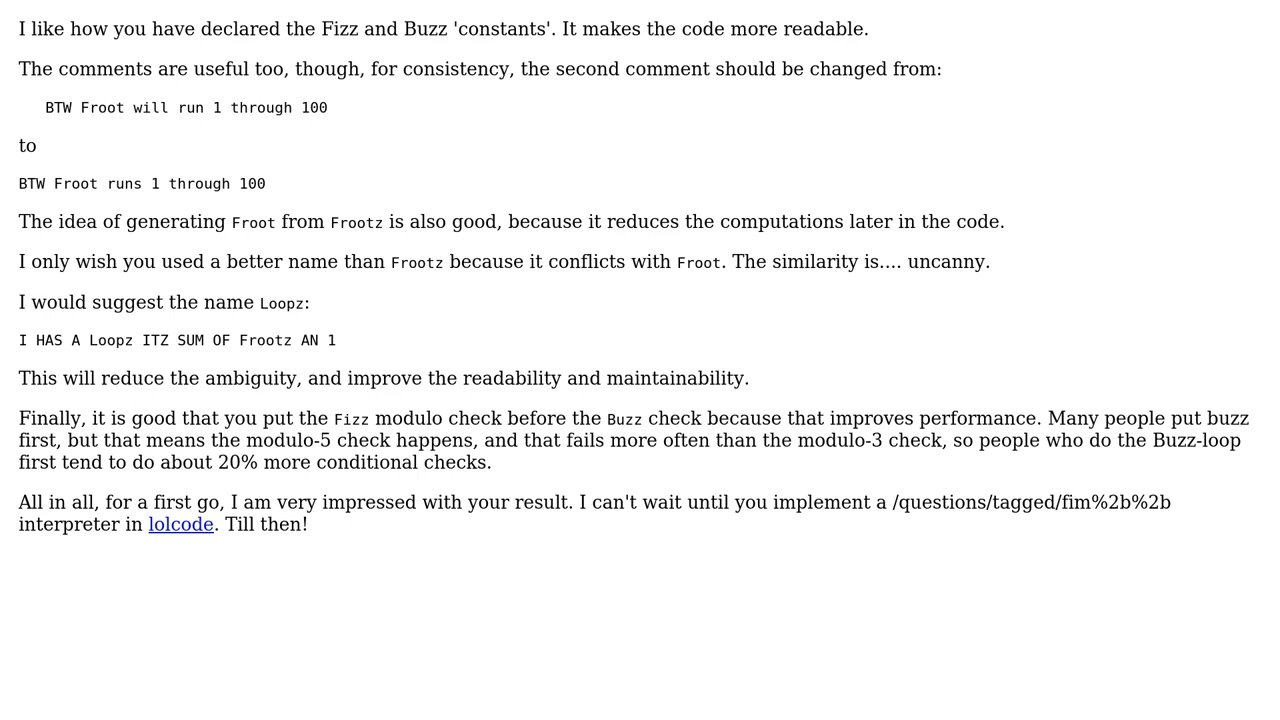 I like how you have declared the Fizz and Buzz 'constants'. It makes the code more readable.
The comments are useful too, though, for consistency, the second comment should be changed from:
BTW Froot will run 1 through 100
to
BTW Froot runs 1 through 100
The idea of generating Froot from Frootz is also good, because it reduces the computations later in the code.
I only wish you used a better name than Frootz because it conflicts with Froot. The similarity is.... uncanny.
I would suggest the name Loopz:
I HAS A Loopz ITZ SUM OF Frootz AN 1
This will reduce the ambiguity, and improve the readability and maintainability.
Finally, it is good that you put the Fizz modulo check before the Buzz check because that improves performance. Many people put buzz
first, but that means the modulo-5 check happens, and that fails more often than the modulo-3 check, so people who do the Buzz-loop
first tend to do about 20% more conditional checks.
All in all, for a first go, I am very impressed with your result. I can't wait until you implement a /questions/tagged/fim%2b%2b
interpreter in lolcode. Till then!